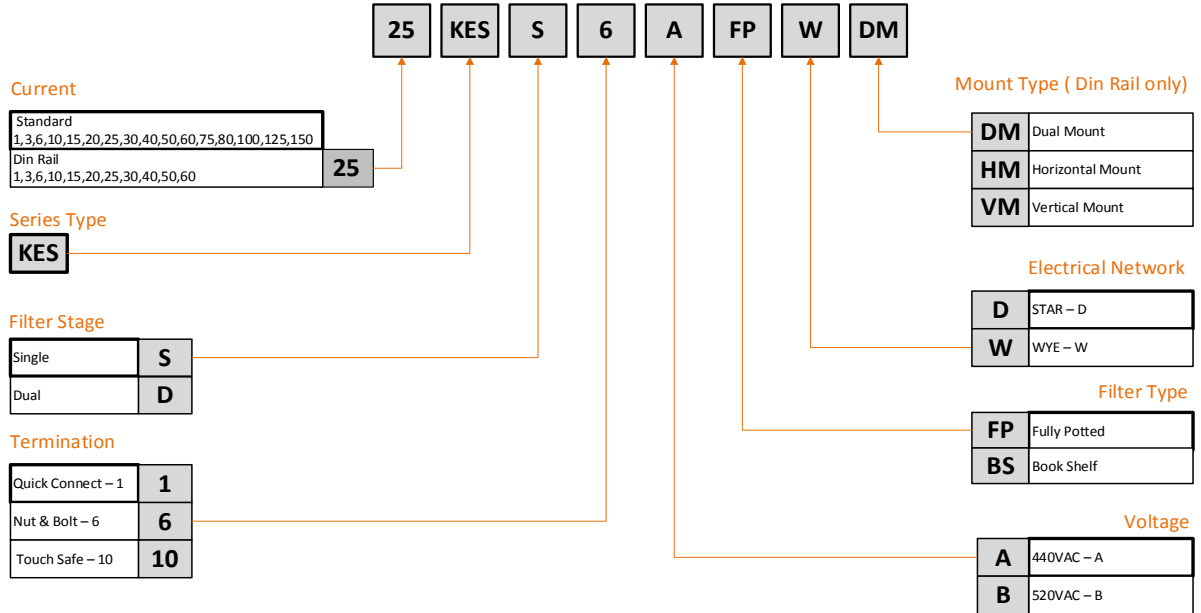 25 KES S 6 A FP W DM
Current
Standard
1,3,6,10,15,20,25,30,40,50,60,75,80,100,125,150
Din Rail
1,3,6,10,15,20,25,30,40,50,60
25
Series Type
KES
Filter Stage
Single S
Dual D
Termination
Quick Connect – 1 1
Nut & Bolt – 6 6
Touch Safe – 10 10
Mount Type ( Din Rail only)
DM Dual Mount
HM Horizontal Mount
VM Vertical Mount
Electrical Network
D STAR – D
W WYE – W
Filter Type
FP Fully Potted
BS Book Shelf
Voltage
A 440VAC – A
B 520VAC – B